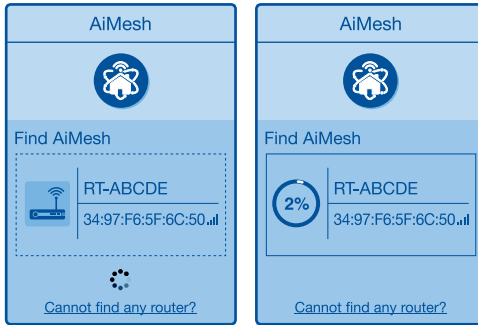 AiMesh
Find AiMesh
RT-ABCDE
34:97:F6:5F:6C:50
Cannot find any router?
AiMesh
Find AiMesh
2%
RT-ABCDE
34:97:F6:5F:6C:50
Cannot find any router?